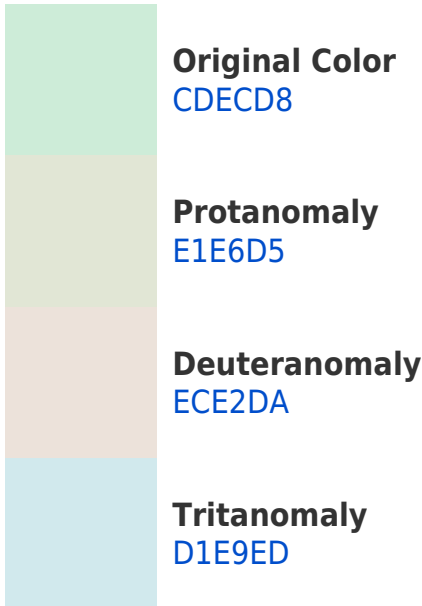 Original Color
CDECD8
Protanomaly
E1E6D5
Deuteranomaly
ECE2DA
Tritanomaly
D1E9ED